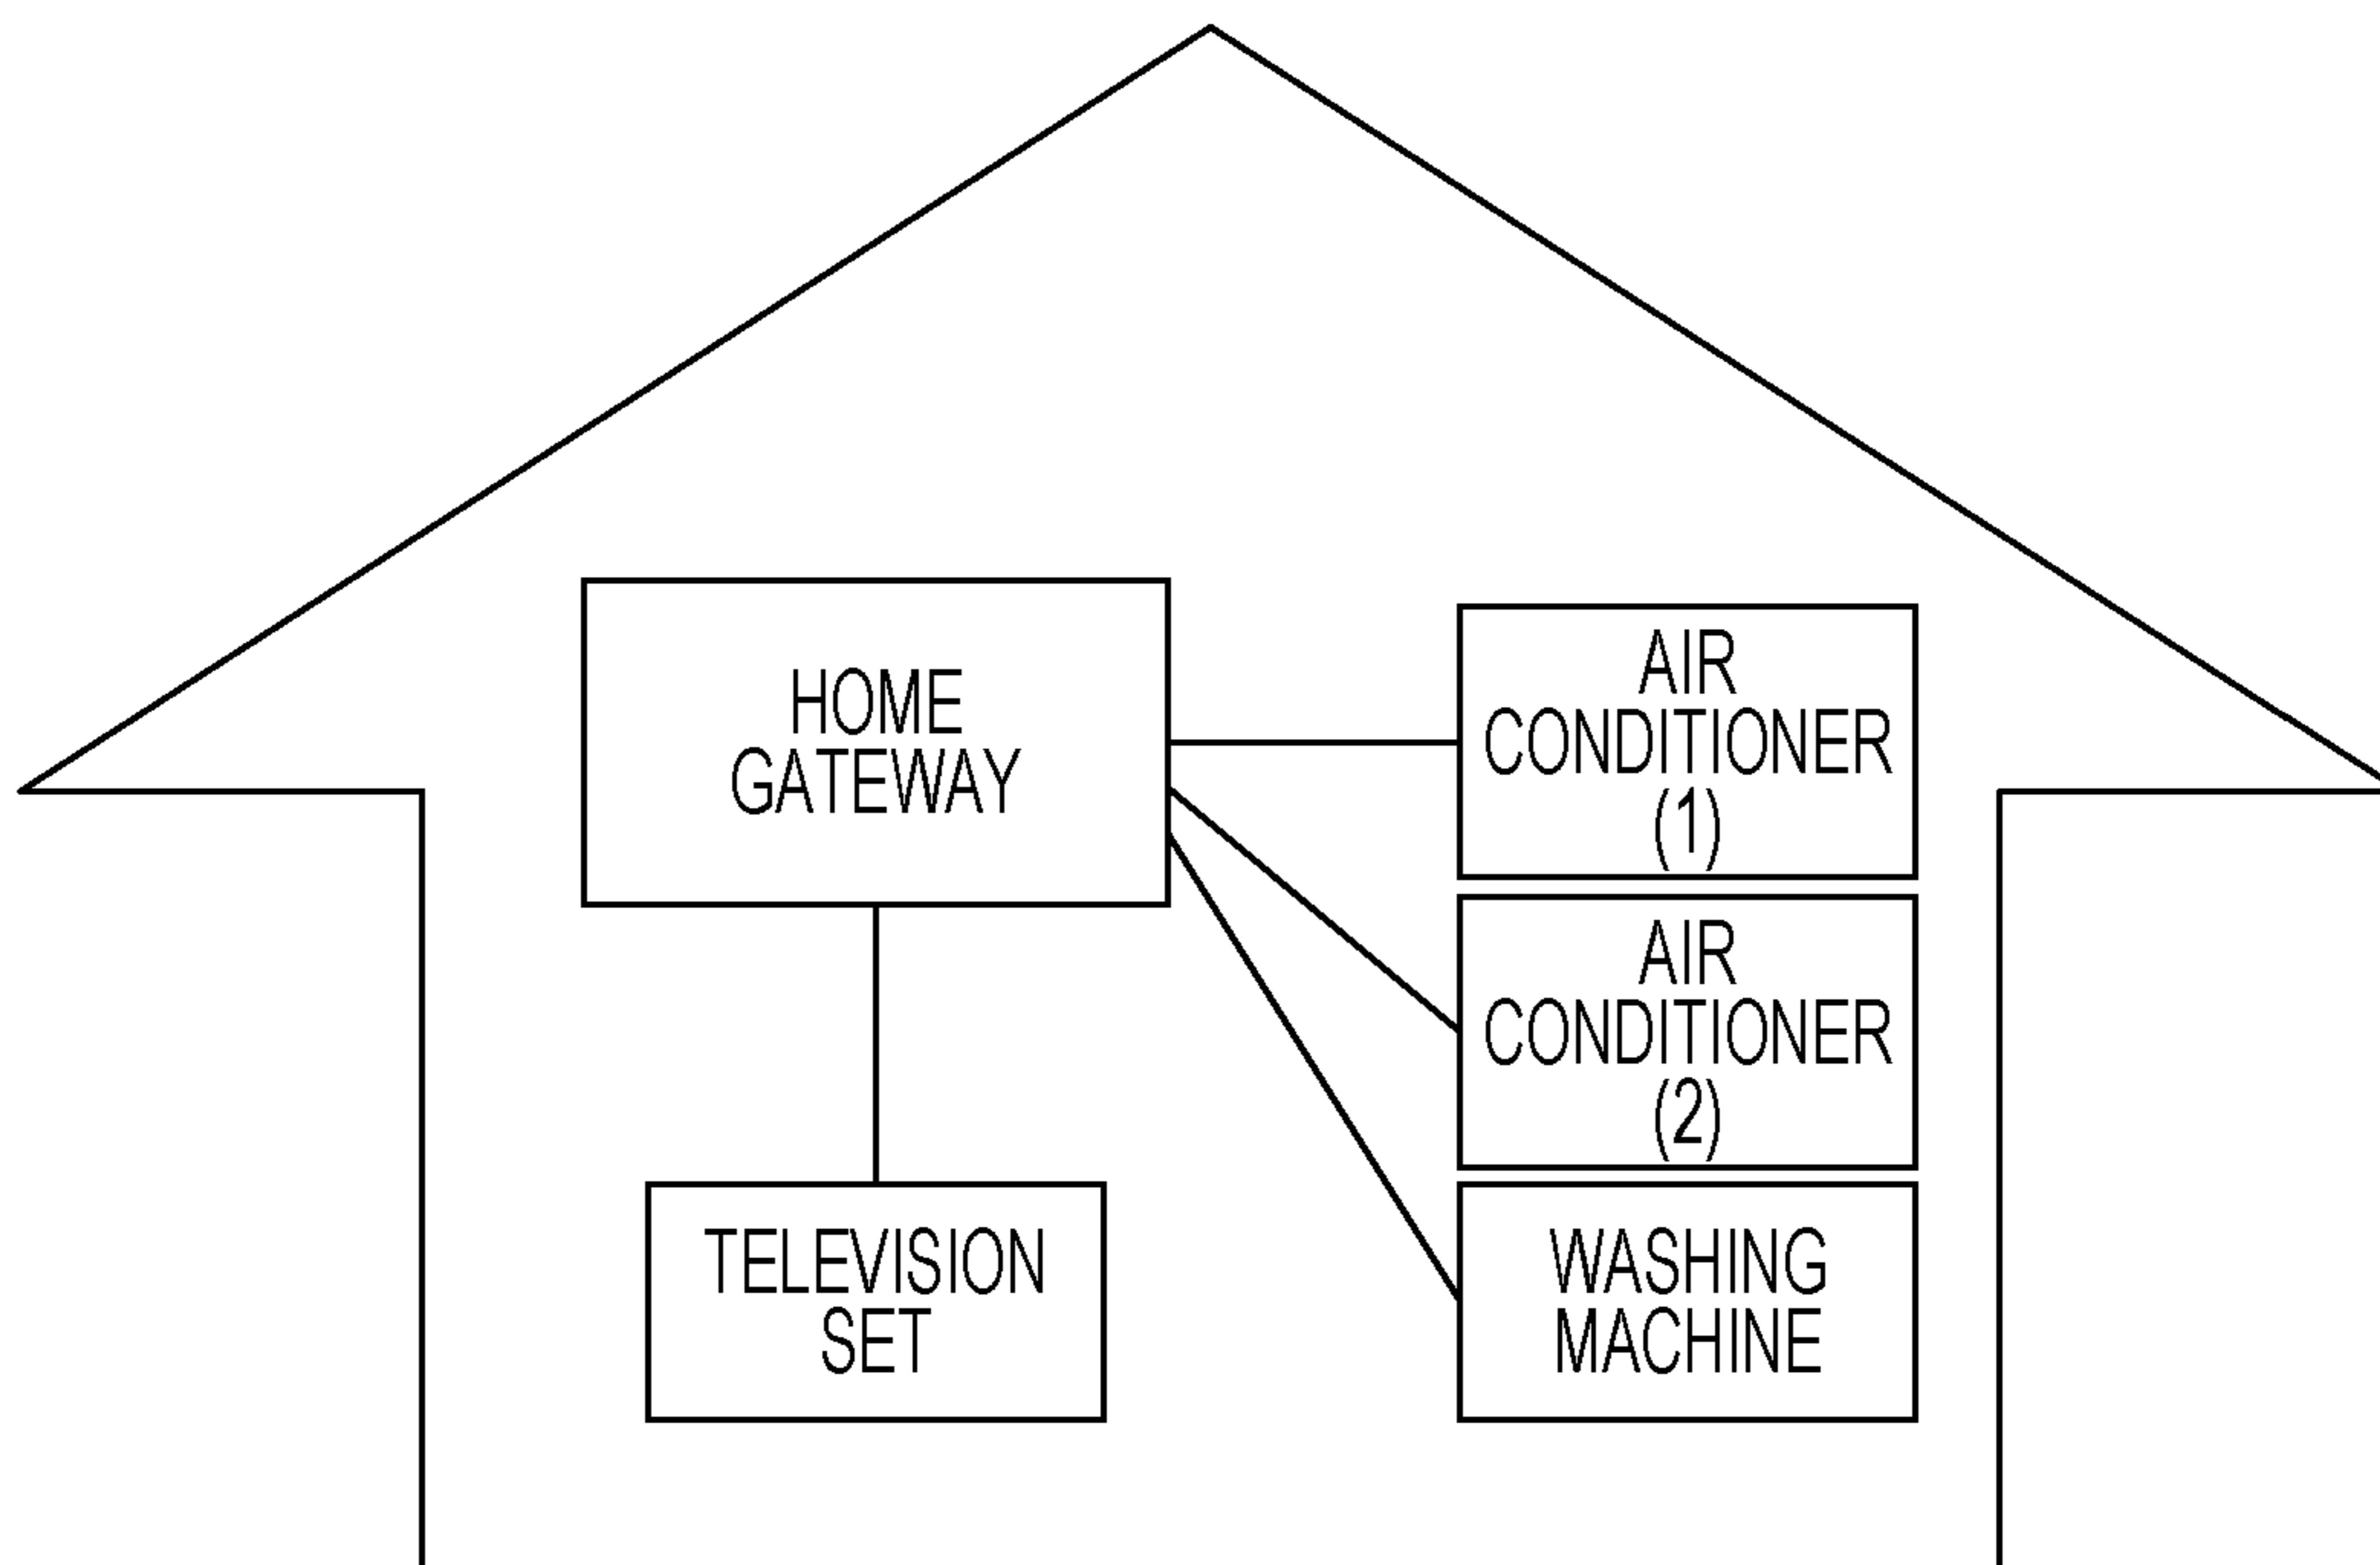 HOME
GATEWAY
AIR
CONDITIONER
(1)
AIR
CONDITIONER
(2)
TELEVISION
SET
WASHING
MACHINE